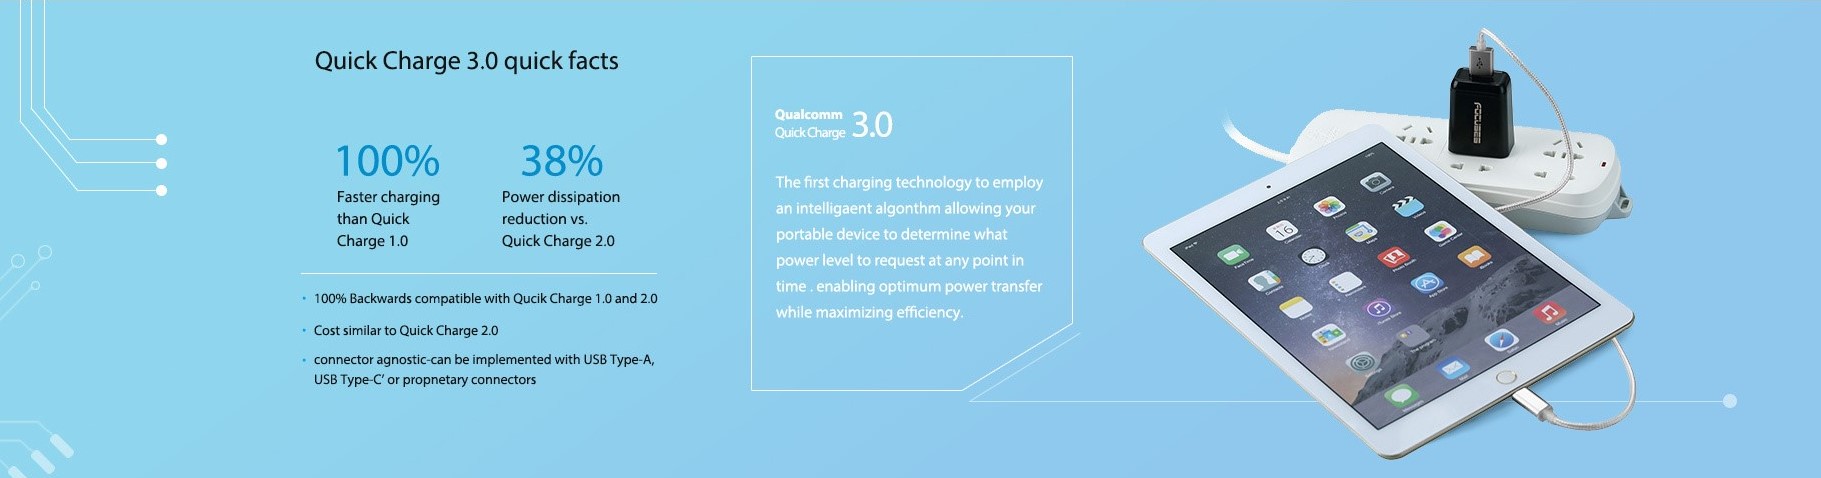 Quick Charge 3.0 quick facts
100%
Faster charging
than Quick
Charge 1.0
38%
Power dissipation
reduction vs.
Quick Charge 2.0
• 100% Backwards compatible with Qucik Charge 1.0 and 2.0
• Cost similar to Quick Charge 2.0
• connector agnostic-can be implemented with USB Type-A,
USB Type-C' or propnetary connectors
Qualcomm
Quick Charge 3.0
The first charging technology to employ
an intelligaent algonthm allowing your
portable device to determine what
power level to request at any point in
time . enabling optimum power transfer
while maximizing efficiency.
FOCUSES
16